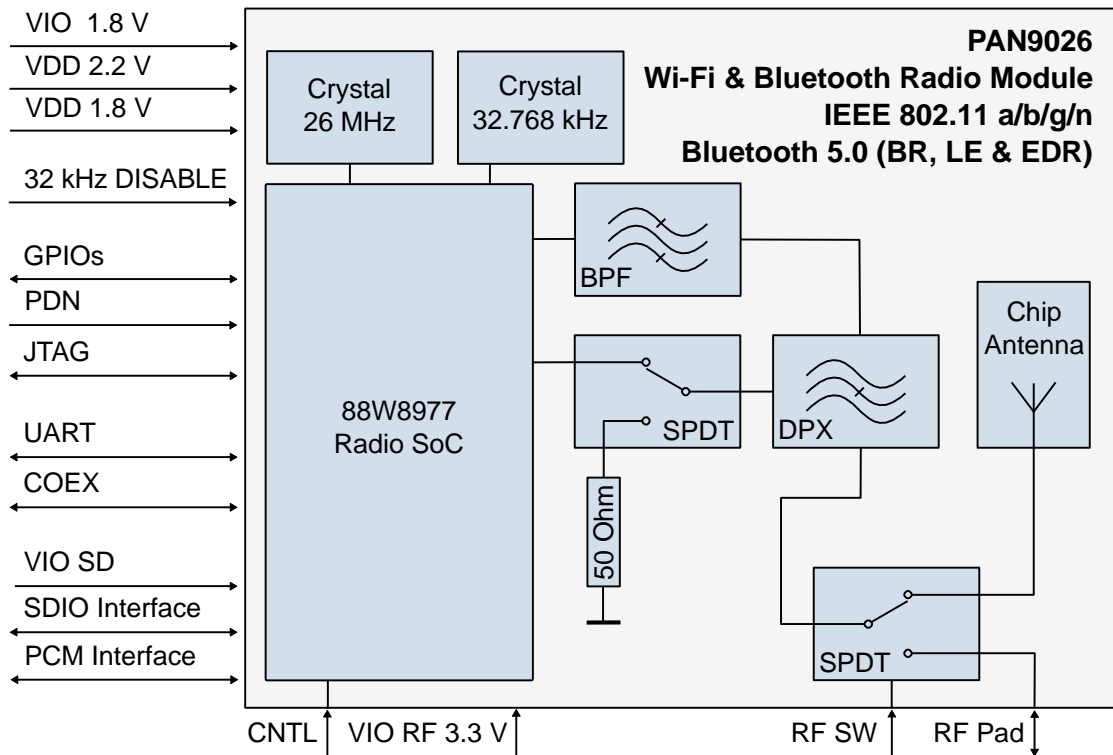 VIO  1.8 V
VDD 2.2 V
VDD 1.8 V
32 kHz DISABLE
GPIOs
PDN
JTAG
UART
COEX
VIO SD
SDIO Interface
PCM Interface
Crystal
26 MHz
Crystal
32.768 kHz
PAN9026
Wi-Fi & Bluetooth Radio Module
IEEE 802.11 a/b/g/n
Bluetooth 5.0 (BR, LE & EDR)
BPF
Chip
Antenna
88W8977
Radio SoC
SPDT
DPX
50 Ohm
SPDT
CNTL
VIO RF 3.3 V
RF SW
RF Pad